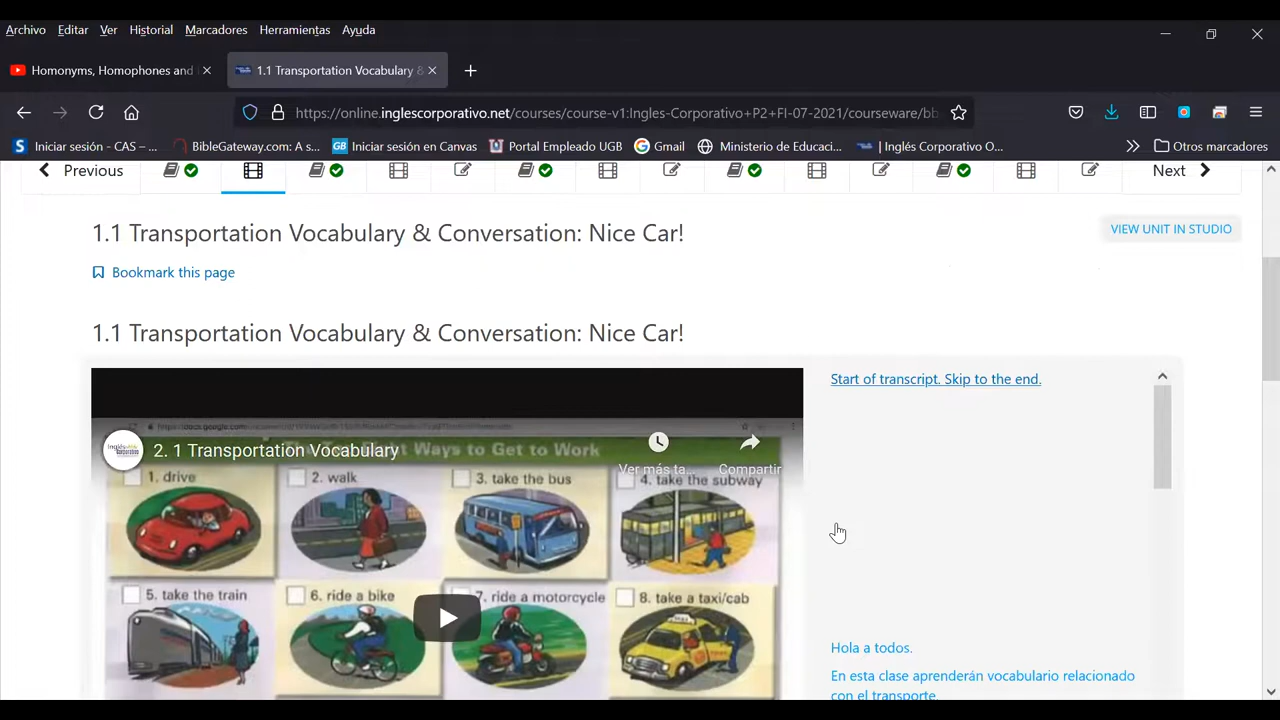 Archivo Editar Ver Historial Marcadores Herramientas Ayuda
Homonyms, Homophones and
1.1 Transportation Vocabulary &
https://online.inglescorporativo.net/courses/course-v1:Ingles-Corporativo+P2+FI-07-2021/courseware/bb
Iniciar sesión - CAS – ... BibleGateway.com: A s... Iniciar sesión en Canvas Portal Empleado UGB Gmail Ministerio de Educaci... | Inglés Corporativo O... Otros marcadores
Previous Next
1.1 Transportation Vocabulary & Conversation: Nice Car!
VIEW UNIT IN STUDIO
Bookmark this page
1.1 Transportation Vocabulary & Conversation: Nice Car!
Start of transcript. Skip to the end.
2. 1 Transportation Vocabulary
Ways to Get to Work
Ver más ta... Compartir
1. drive 2. walk 3. take the bus 4. take the subway
5. take the train 6. ride a bike 7. ride a motorcycle 8. take a taxi/cab
Hola a todos.
En esta clase aprenderán vocabulario relacionado
con el transporte.